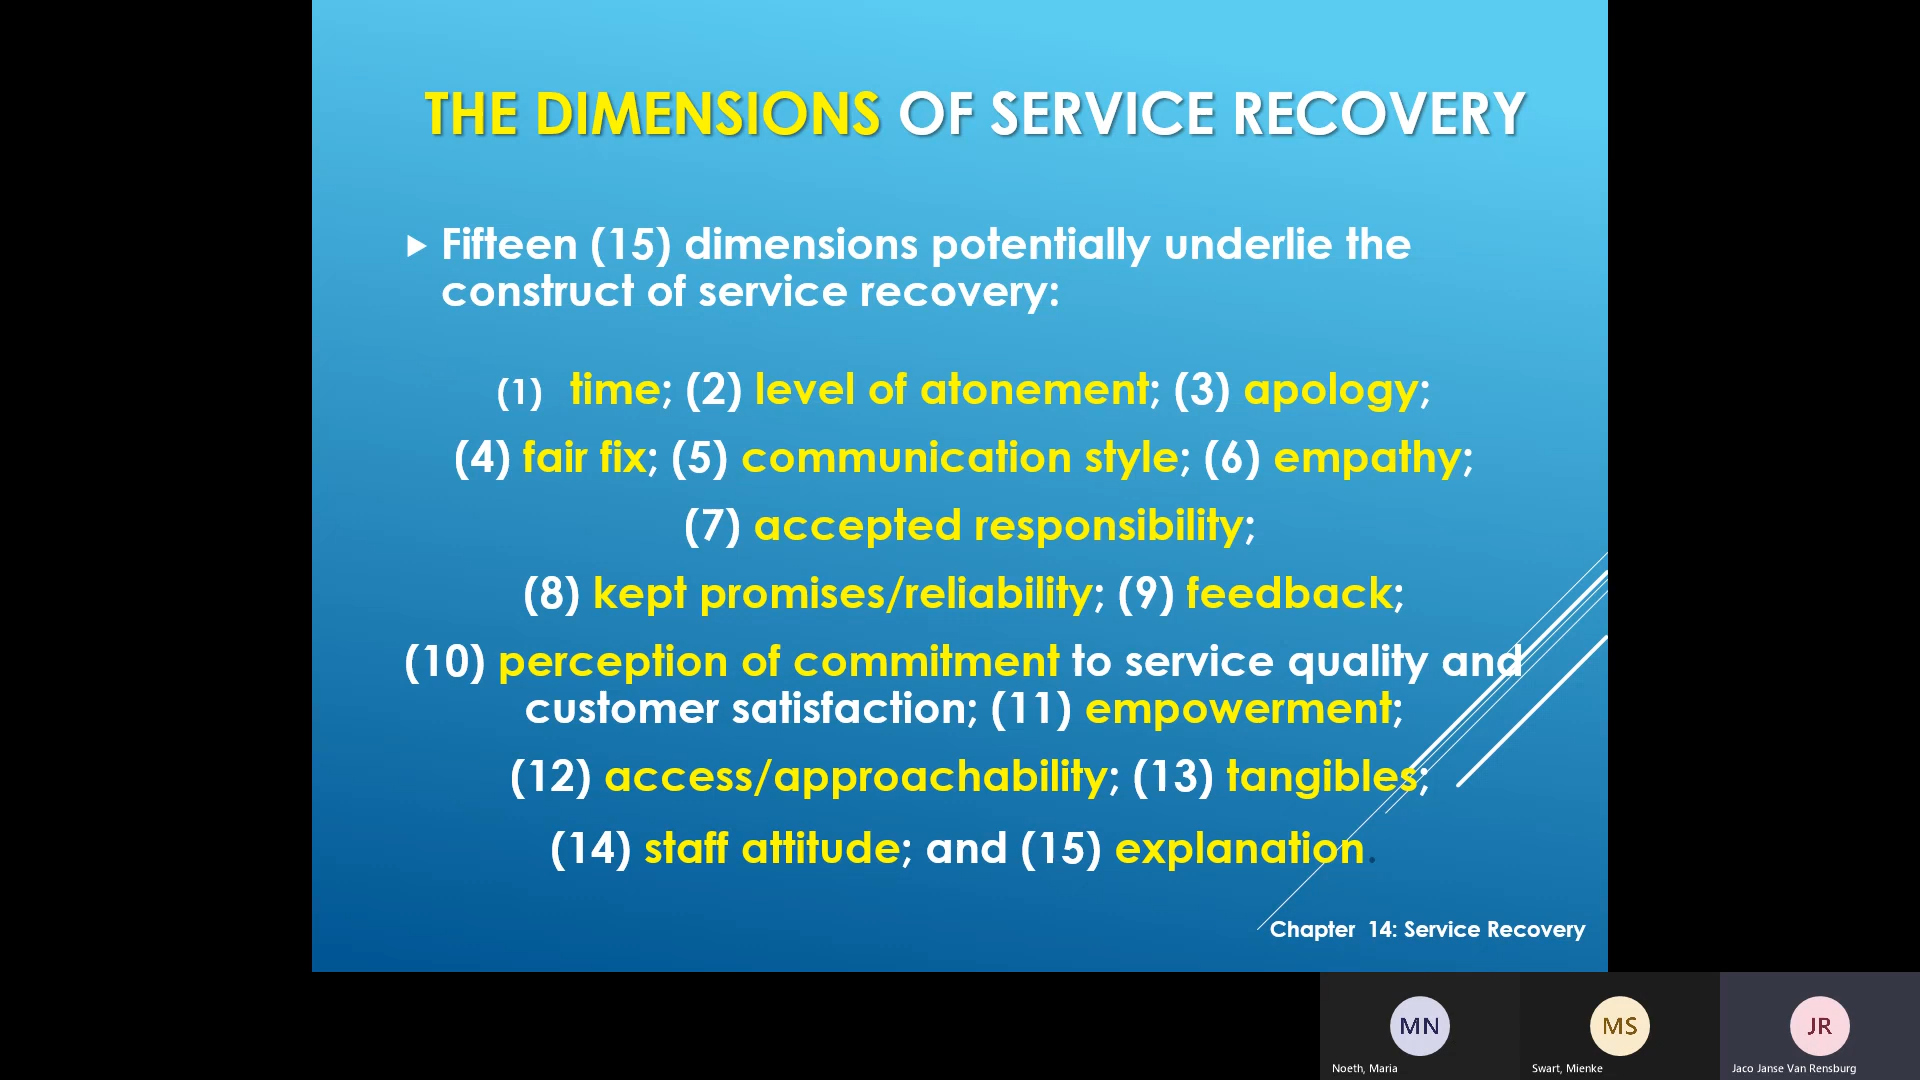 THE DIMENSIONS OF SERVICE RECOVERY
Fifteen (15) dimensions potentially underlie the
construct of service recovery:
(1) time; (2) level of atonement; (3) apology;
(4) fair fix; (5) communication style; (6) empathy;
(7) accepted responsibility;
(8) kept promises/reliability; (9) feedback;
(10) perception of commitment to service quality and
customer satisfaction; (11) empowerment;
(12) access/approachability; (13) tangibles;
(14) staff attitude; and (15) explanation.
Chapter 14: Service Recovery
MN
MS
JR
Noeth, Maria
Swart, Mienke
Jaco Janse Van Rensburg